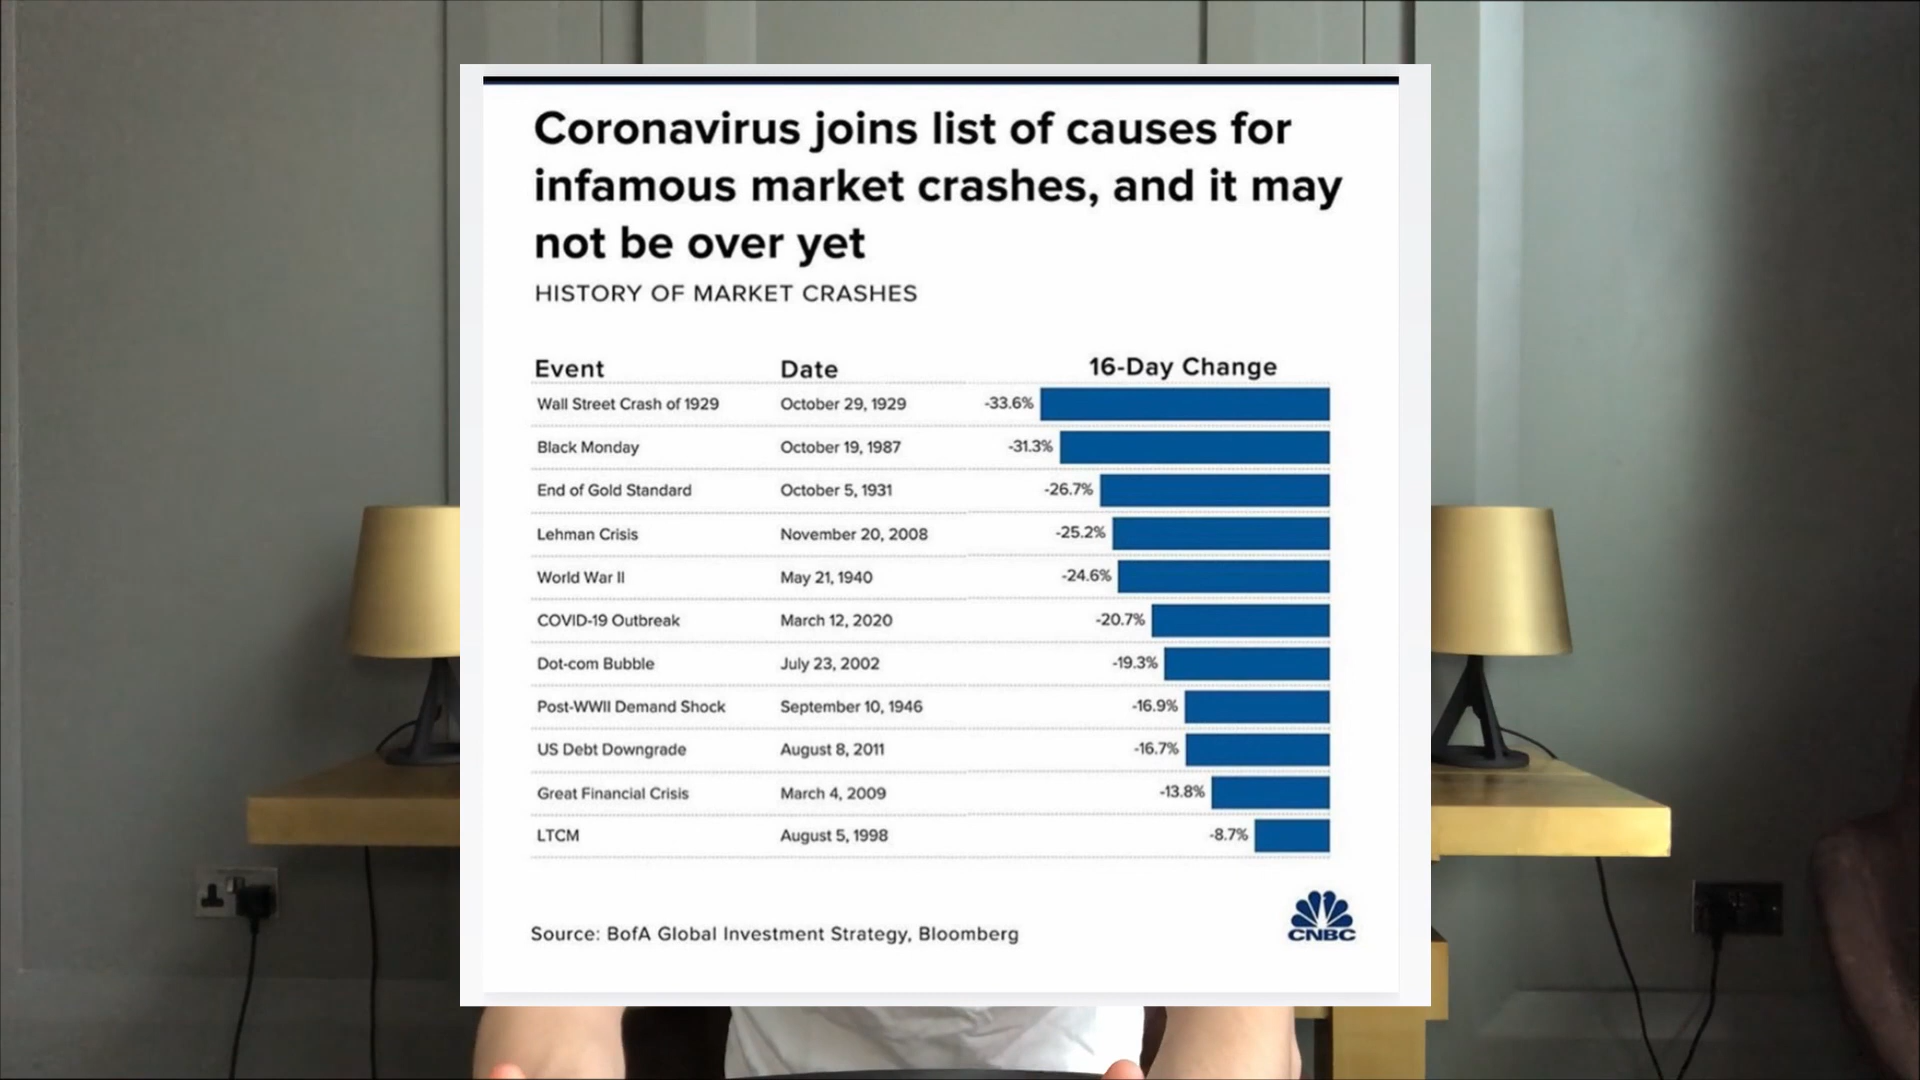 Coronavirus joins list of causes for
infamous market crashes, and it may
not be over yet
HISTORY OF MARKET CRASHES
Event Date 16-Day Change
Wall Street Crash of 1929 October 29, 1929 -33.6%
Black Monday October 19, 1987 -31.3%
End of Gold Standard October 5, 1931 -26.7%
Lehman Crisis November 20, 2008 -25.2%
World War II May 21, 1940 -24.6%
COVID-19 Outbreak March 12, 2020 -20.7%
Dot-com Bubble July 23, 2002 -19.3%
Post-WWII Demand Shock September 10, 1946 -16.9%
US Debt Downgrade August 8, 2011 -16.7%
Great Financial Crisis March 4, 2009 -13.8%
LTCM August 5, 1998 -8.7%
Source: BofA Global Investment Strategy, Bloomberg
CNBC